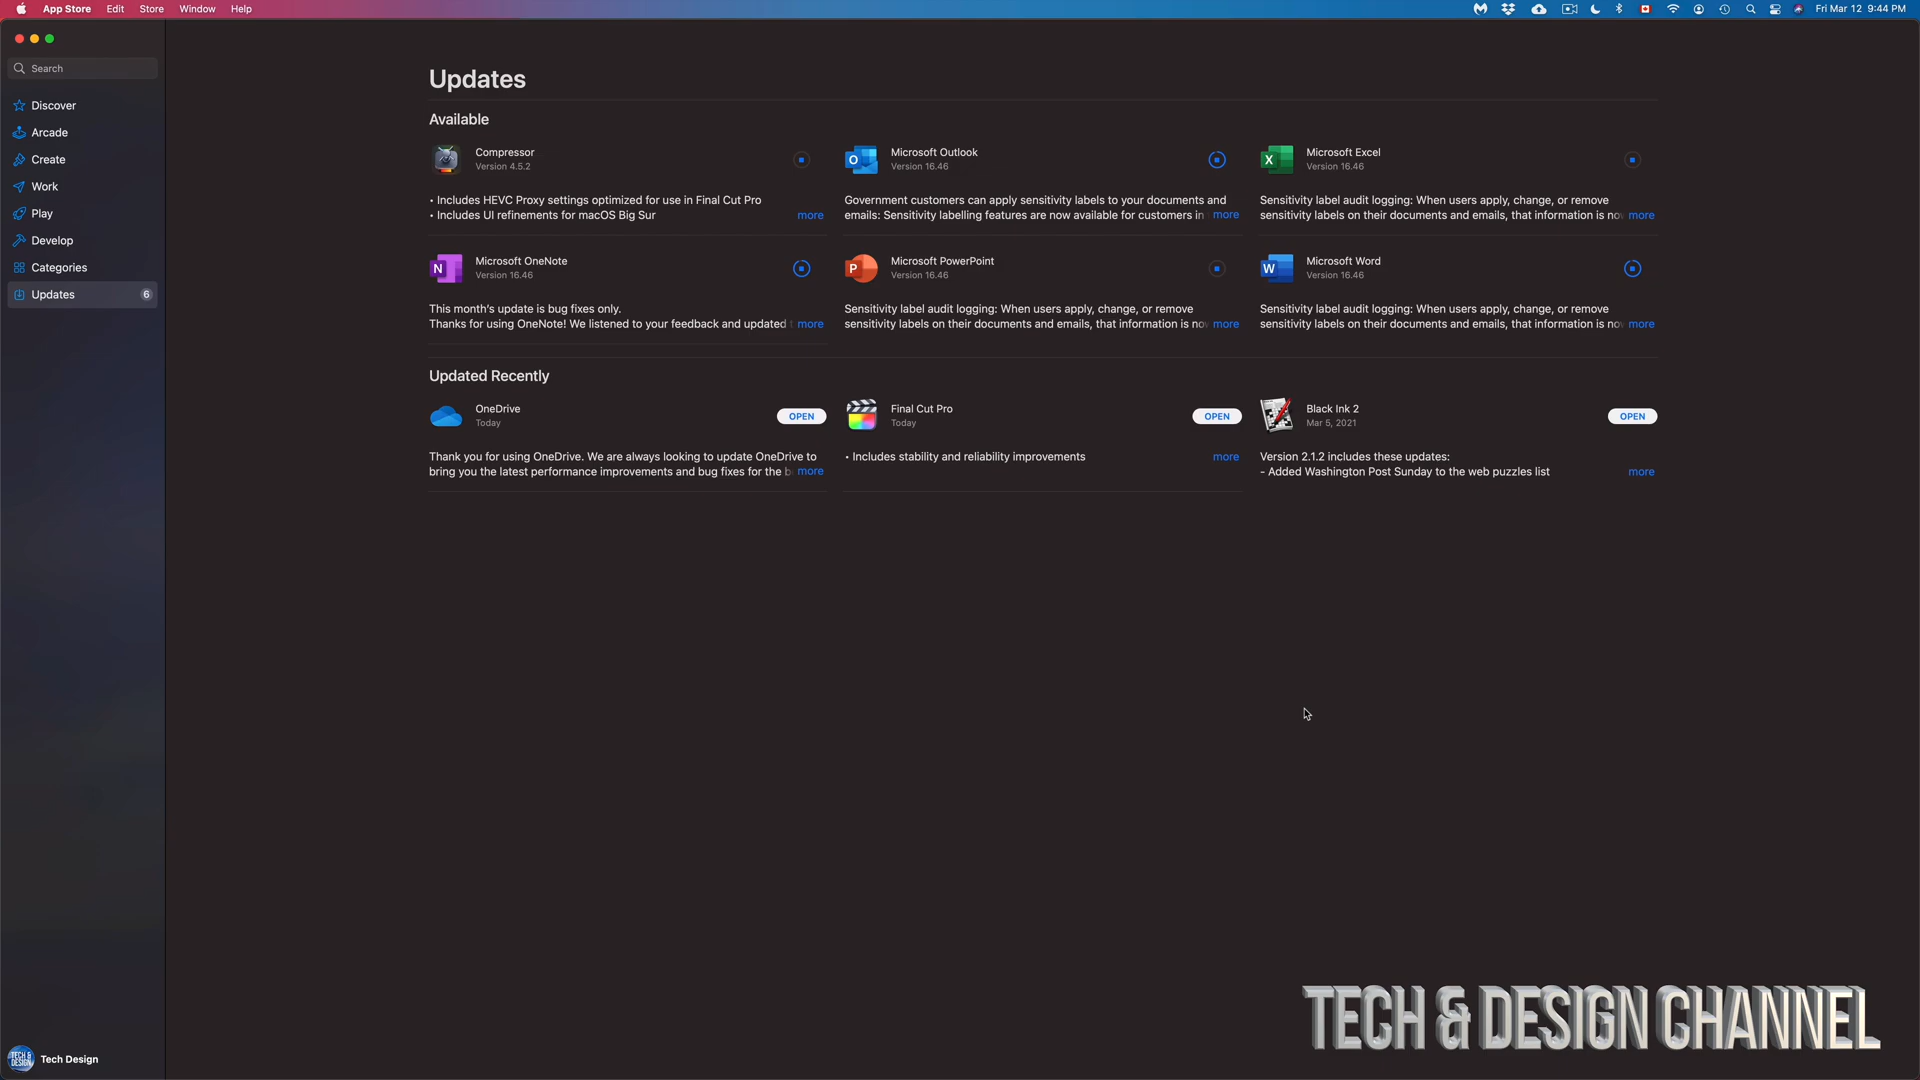 App Store Edit Store Window Help
Fri Mar 12 9:44 PM
Search
Discover
Arcade
Create
Work
Play
Develop
Categories
Updates 6
Tech Design
Updates
Available
Compressor
Version 4.5.2
• Includes HEVC Proxy settings optimized for use in Final Cut Pro
• Includes UI refinements for macOS Big Sur more
Microsoft Outlook
Version 16.46
Government customers can apply sensitivity labels to your documents and
emails: Sensitivity labelling features are now available for customers in more
Microsoft Excel
Version 16.46
Sensitivity label audit logging: When users apply, change, or remove
sensitivity labels on their documents and emails, that information is now more
Microsoft OneNote
Version 16.46
This month's update is bug fixes only.
Thanks for using OneNote! We listened to your feedback and updated more
Microsoft PowerPoint
Version 16.46
Sensitivity label audit logging: When users apply, change, or remove
sensitivity labels on their documents and emails, that information is now more
Microsoft Word
Version 16.46
Sensitivity label audit logging: When users apply, change, or remove
sensitivity labels on their documents and emails, that information is now more
Updated Recently
OneDrive
Today
OPEN
Thank you for using OneDrive. We are always looking to update OneDrive to
bring you the latest performance improvements and bug fixes for the more
Final Cut Pro
Today
OPEN
• Includes stability and reliability improvements more
Black Ink 2
Mar 5, 2021
OPEN
Version 2.1.2 includes these updates:
- Added Washington Post Sunday to the web puzzles list more
TECH & DESIGN CHANNEL